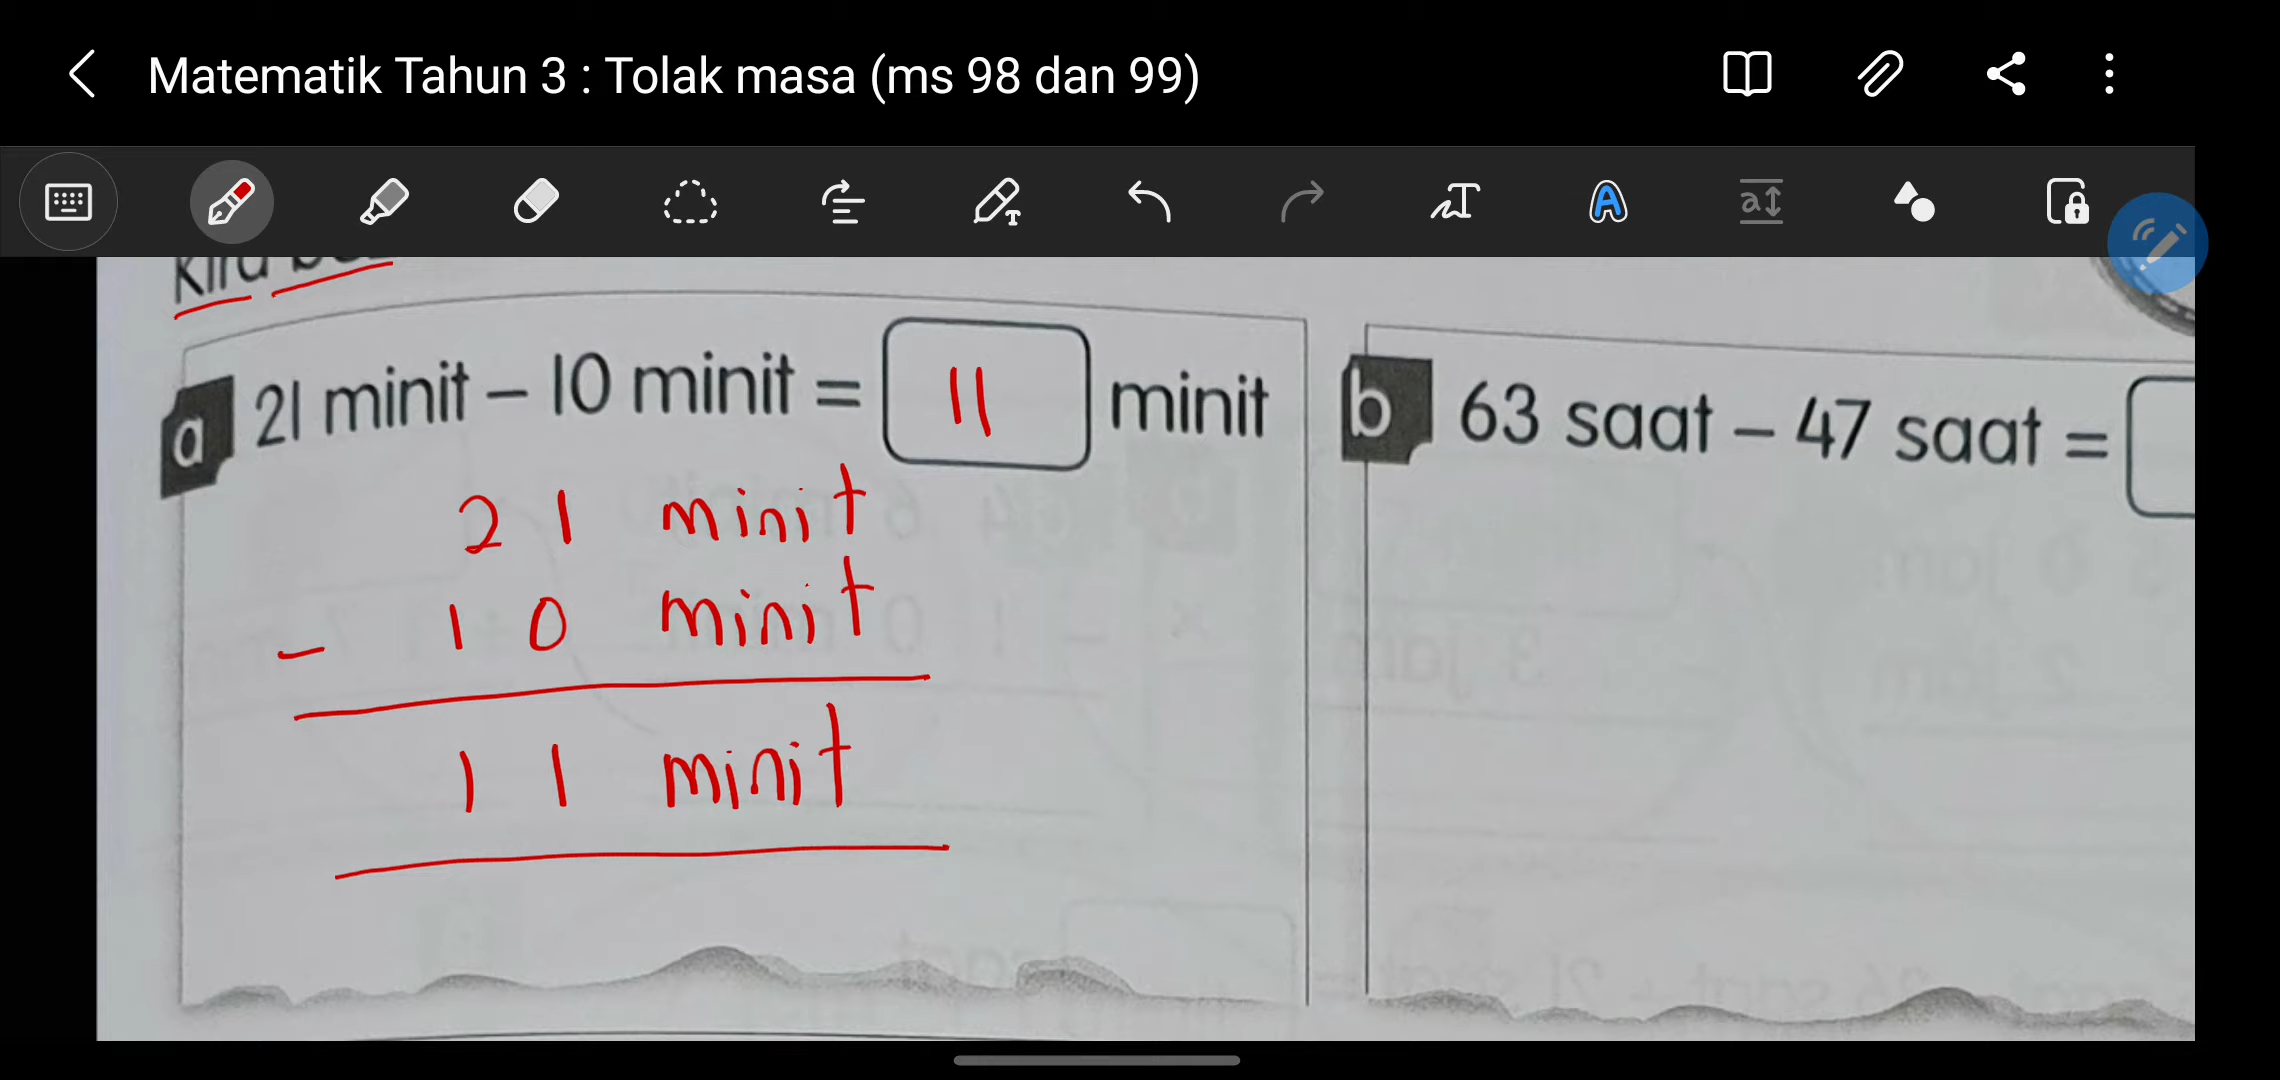 Matematik Tahun 3 : Tolak masa (ms 98 dan 99)
a 21 minit – 10 minit = 11 minit
21 minit
– 10 minit
11 minit
b 63 saat – 47 saat =